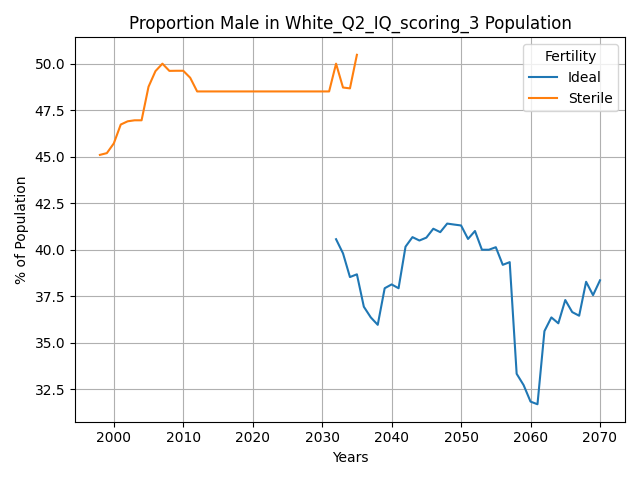 Proportion Male in White_Q2_IQ_scoring_3 Population
% of Population
50.0
47.5
45.0
42.5
40.0
37.5
35.0
32.5
Fertility
Ideal
Sterile
2000 2010 2020 2030 2040 2050 2060 2070
Years